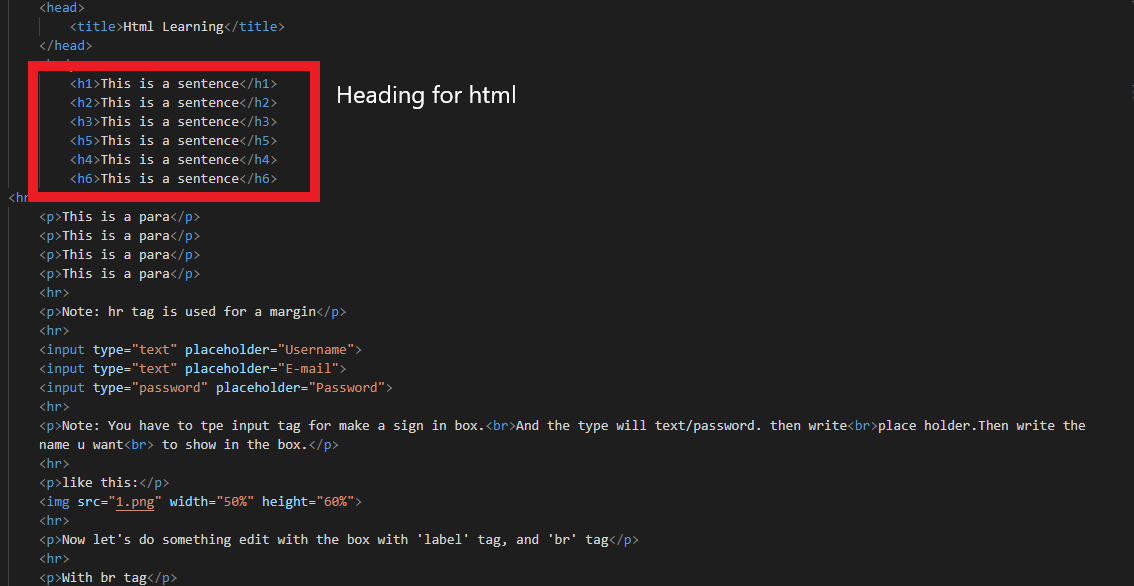 <head>
<title>Html Learning</title>
</head>
<h1>This is a sentence</h1>
Heading for html
<h2>This is a sentence</h2>
<h3>This is a sentence</h3>
<h5>This is a sentence</h5>
<h4>This is a sentence</h4>
<h6>This is a sentence</h6>
<hr
<p>This is a para</p>
<p>This is a para</p>
<p>This is a para</p>
<p>This is a para</p>
<hr>
<p>Note: hr tag is used for a margin</p>
<hr>
<input type="text" placeholder="Username">
<input type="text" placeholder="E-mail">
<input type="password" placeholder="Password">
<hr>
<p>Note: You have to tpe input tag for make a sign in box.<br>And the type will text/password. then write<br>place holder.Then write the
name u want<br> to show in the box.</p>
<hr>
<p>like this:</p>
<img src="1.png" width="50%" height="60%">
<hr>
<p>Now let's do something edit with the box with 'label' tag, and 'br' tag</p>
<hr>
<p>With br tag</p>